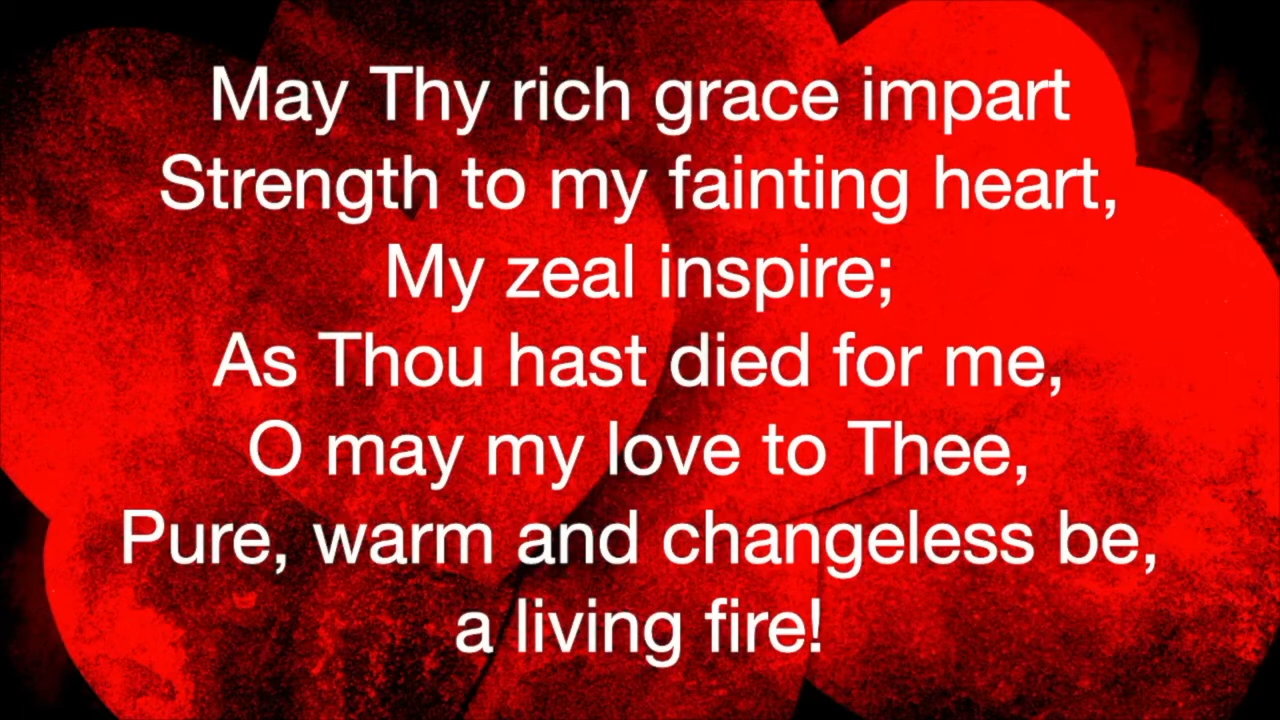 May Thy rich grace impart
Strength to my fainting heart,
My zeal inspire;
As Thou hast died for me,
O may my love to Thee,
Pure, warm and changeless be,
a living fire!